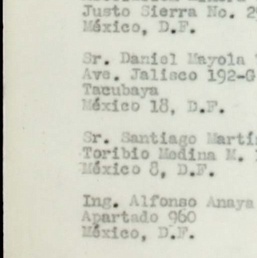 Justo Sierra No. 2
México, D.F.
Sr. Daniel Mayola
Ave. Jalisco 192-G
Tacubaya
México 18, D.F.
Sr. Santiago Martín
Toribio Medina M.
México 8, D.F.
Ing. Alfonso Anaya
Apartado 960
México, D.F.